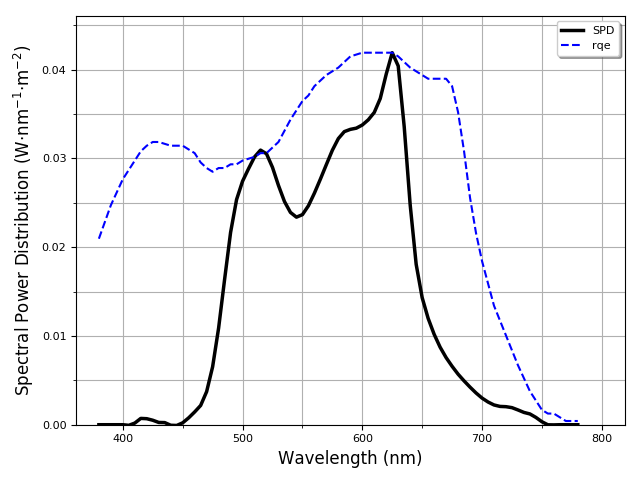 SPD
rqe
Spectral Power Distribution (W·nm⁻¹·m⁻²)
0.04
0.03
0.02
0.01
0.00
400 500 600 700 800
Wavelength (nm)